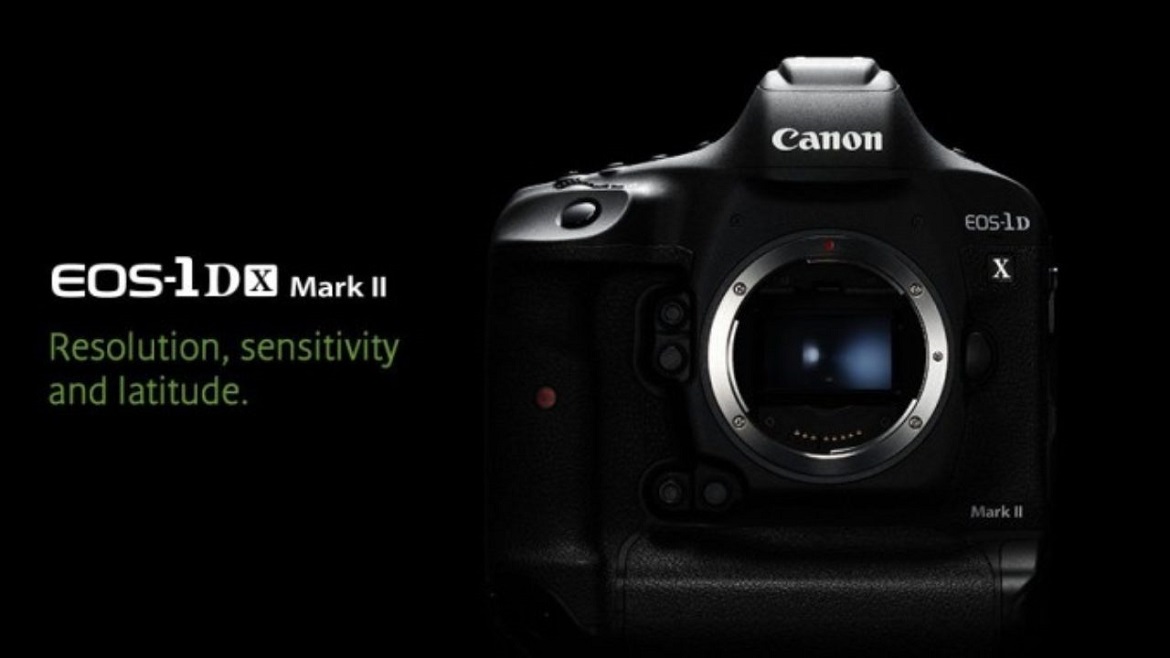 EOS-1DX Mark II
Resolution, sensitivity
and latitude.
Canon
EOS-1D
X
Mark II